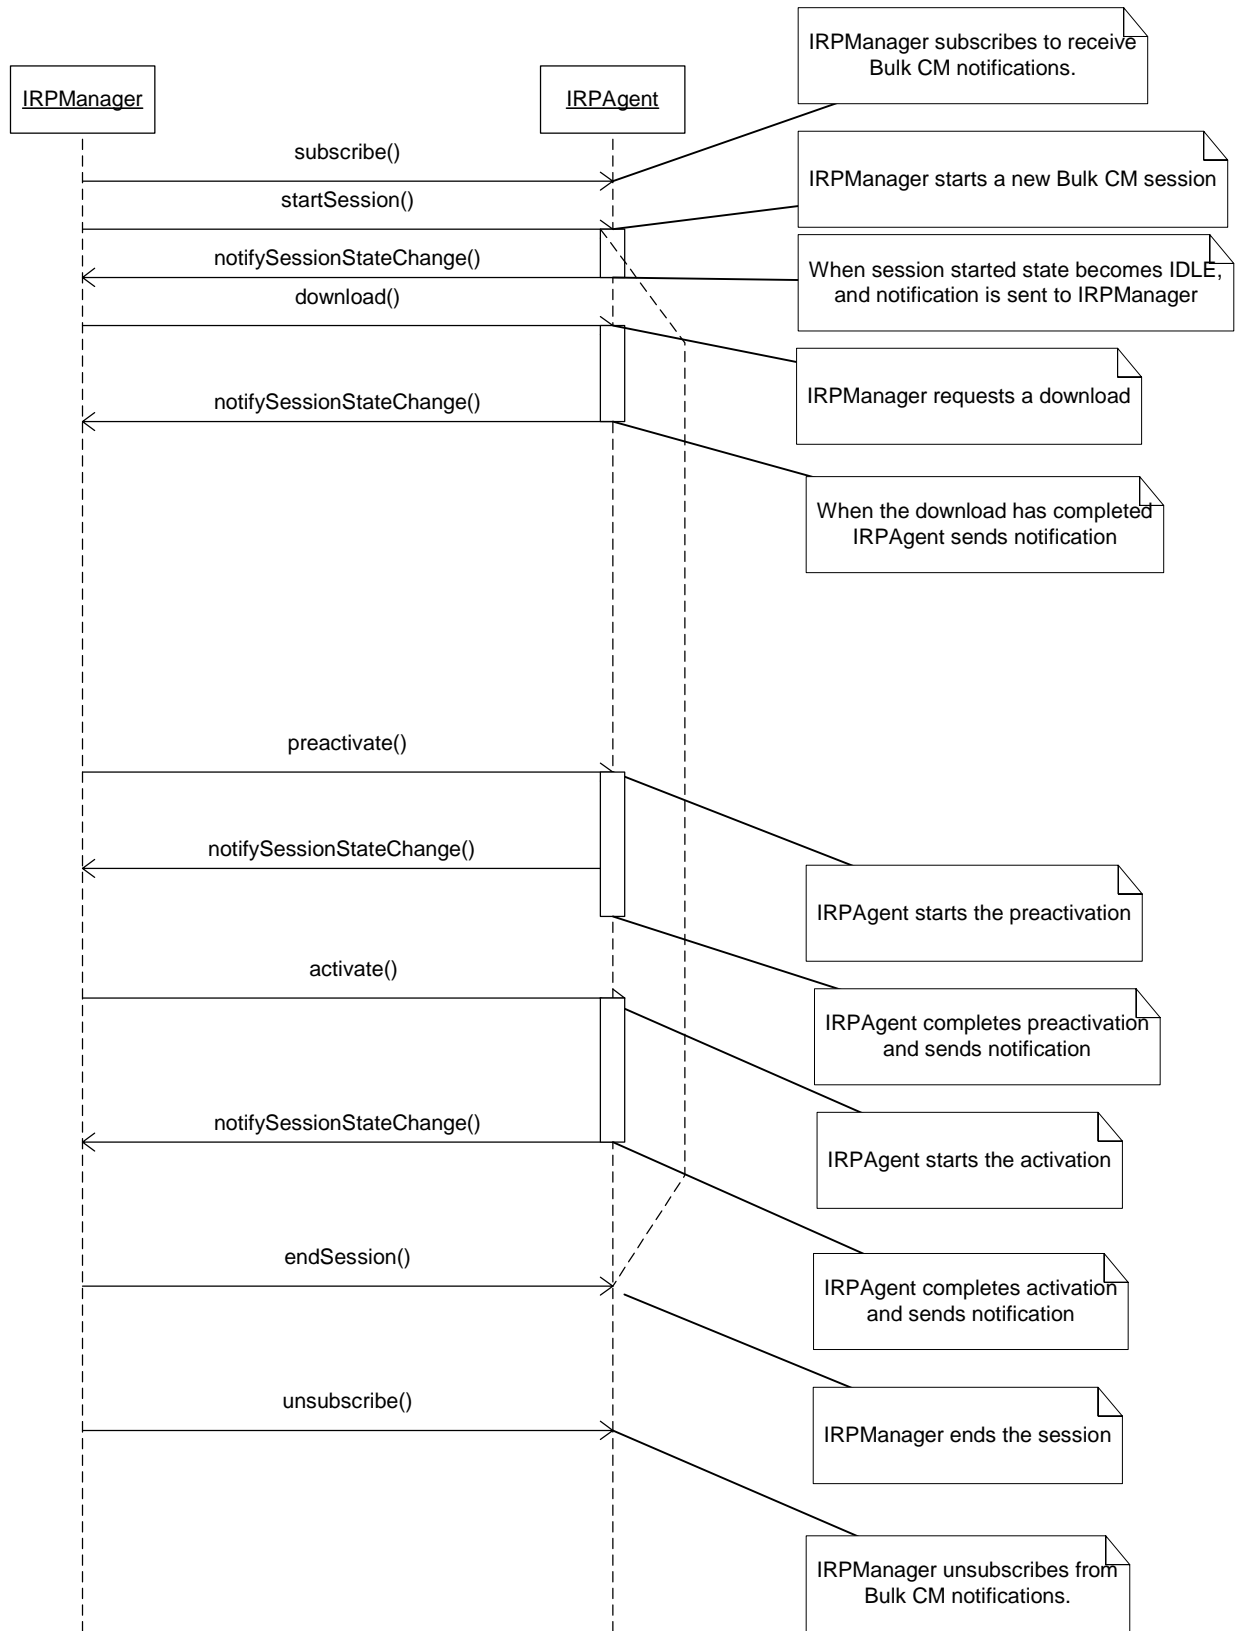 IRPManager subscribes to receive
Bulk CM notifications.
IRPManager
IRPAgent
subscribe()
IRPManager starts a new Bulk CM session
startSession()
notifySessionStateChange()
When session started state becomes IDLE,
and notification is sent to IRPManager
download()
IRPManager requests a download
notifySessionStateChange()
When the download has completed
IRPAgent sends notification
preactivate()
notifySessionStateChange()
IRPAgent starts the preactivation
activate()
IRPAgent completes preactivation
and sends notification
notifySessionStateChange()
IRPAgent starts the activation
endSession()
IRPAgent completes activation
and sends notification
unsubscribe()
IRPManager ends the session
IRPManager unsubscribes from
Bulk CM notifications.